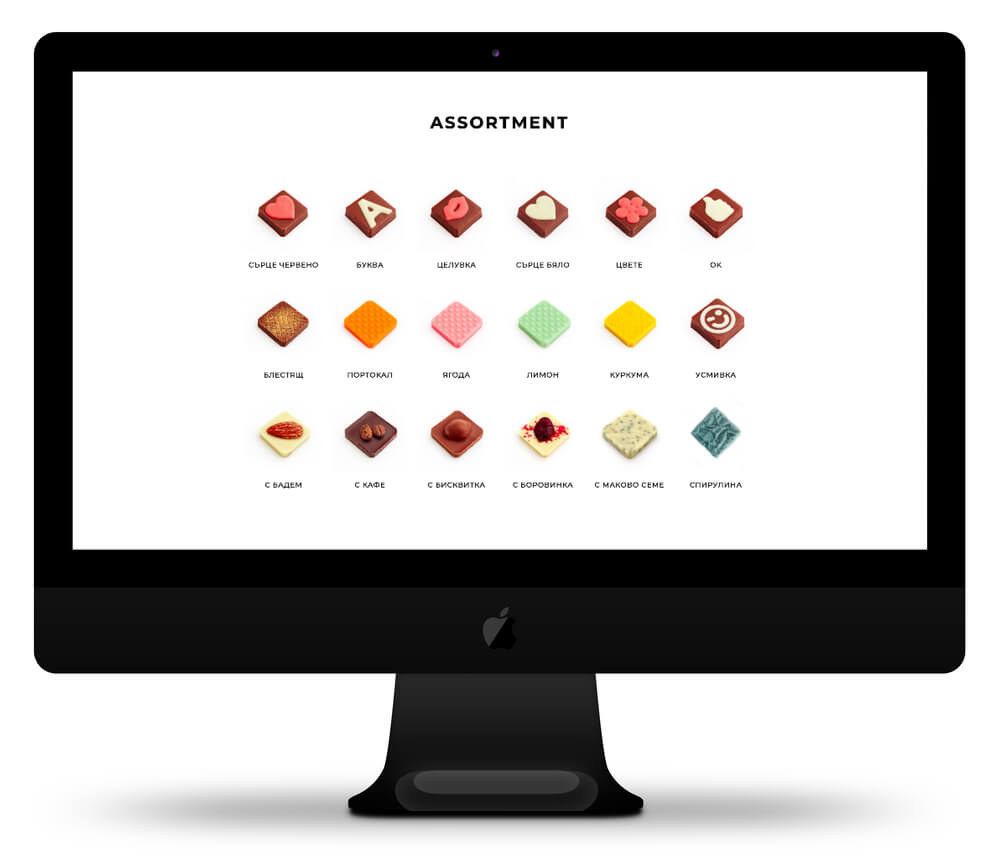 ASSORTMENT
СЪРЦЕ ЧЕРВЕНО БУКВА ЦЕЛУВКА СЪРЦЕ БЯЛО ЦВЕТЕ ОК
БЛЕСТЯЩ ПОРТОКАЛ ЯГОДА ЛИМОН КУРКУМА УСМИВКА
С БАДЕМ С КАФЕ С БИСКВИТКА С БОРОВИНКА С МАКОВО СЕМЕ СПИРУЛИНА